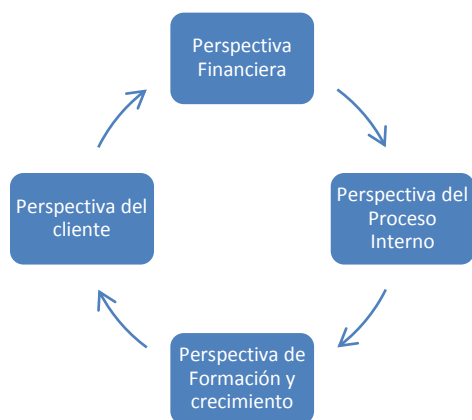 Perspectiva
Financiera
Perspectiva del
cliente
Perspectiva del
Proceso
Interno
Perspectiva de
Formación y
crecimiento